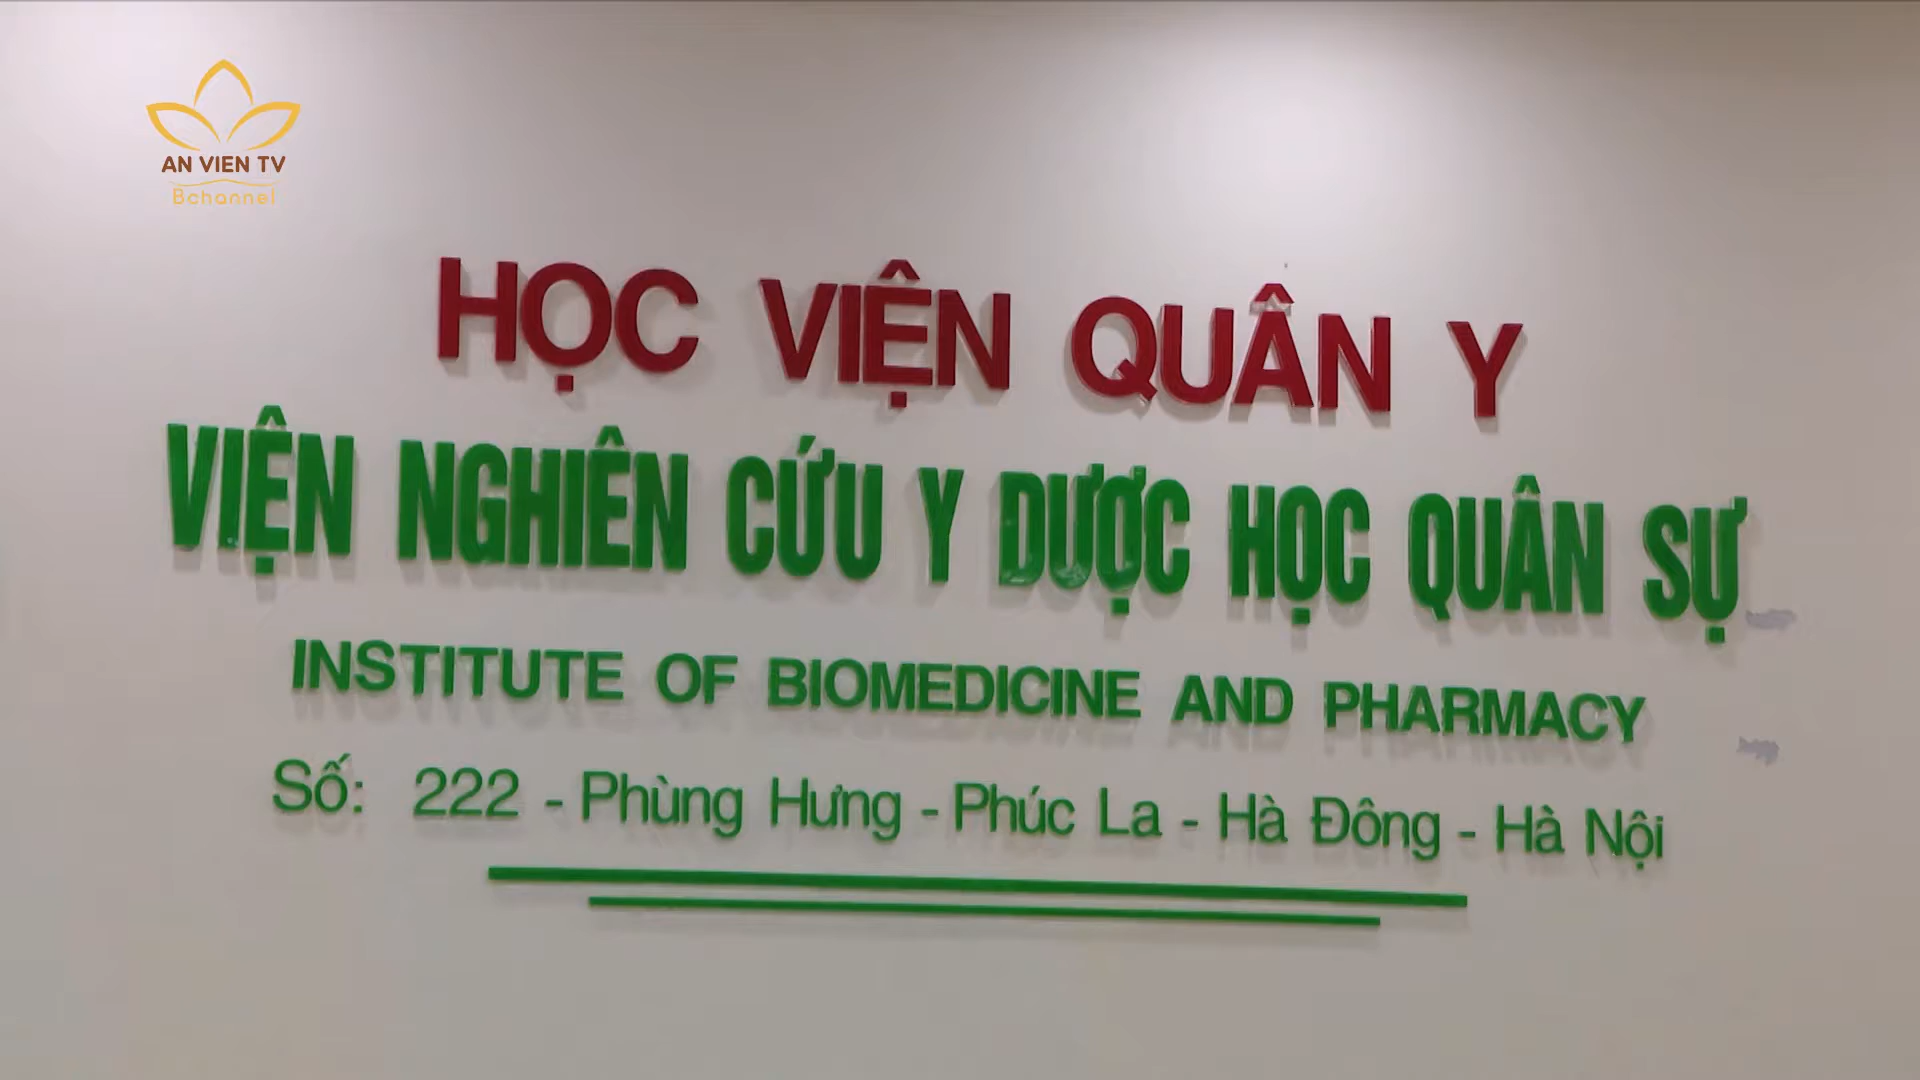 AN VIEN TV
Bchannel
HỌC VIỆN QUÂN Y
VIỆN NGHIÊN CỨU Y DƯỢC HỌC QUÂN SỰ
INSTITUTE OF BIOMEDICINE AND PHARMACY
Số: 222 - Phùng Hưng - Phúc La - Hà Đông - Hà Nội